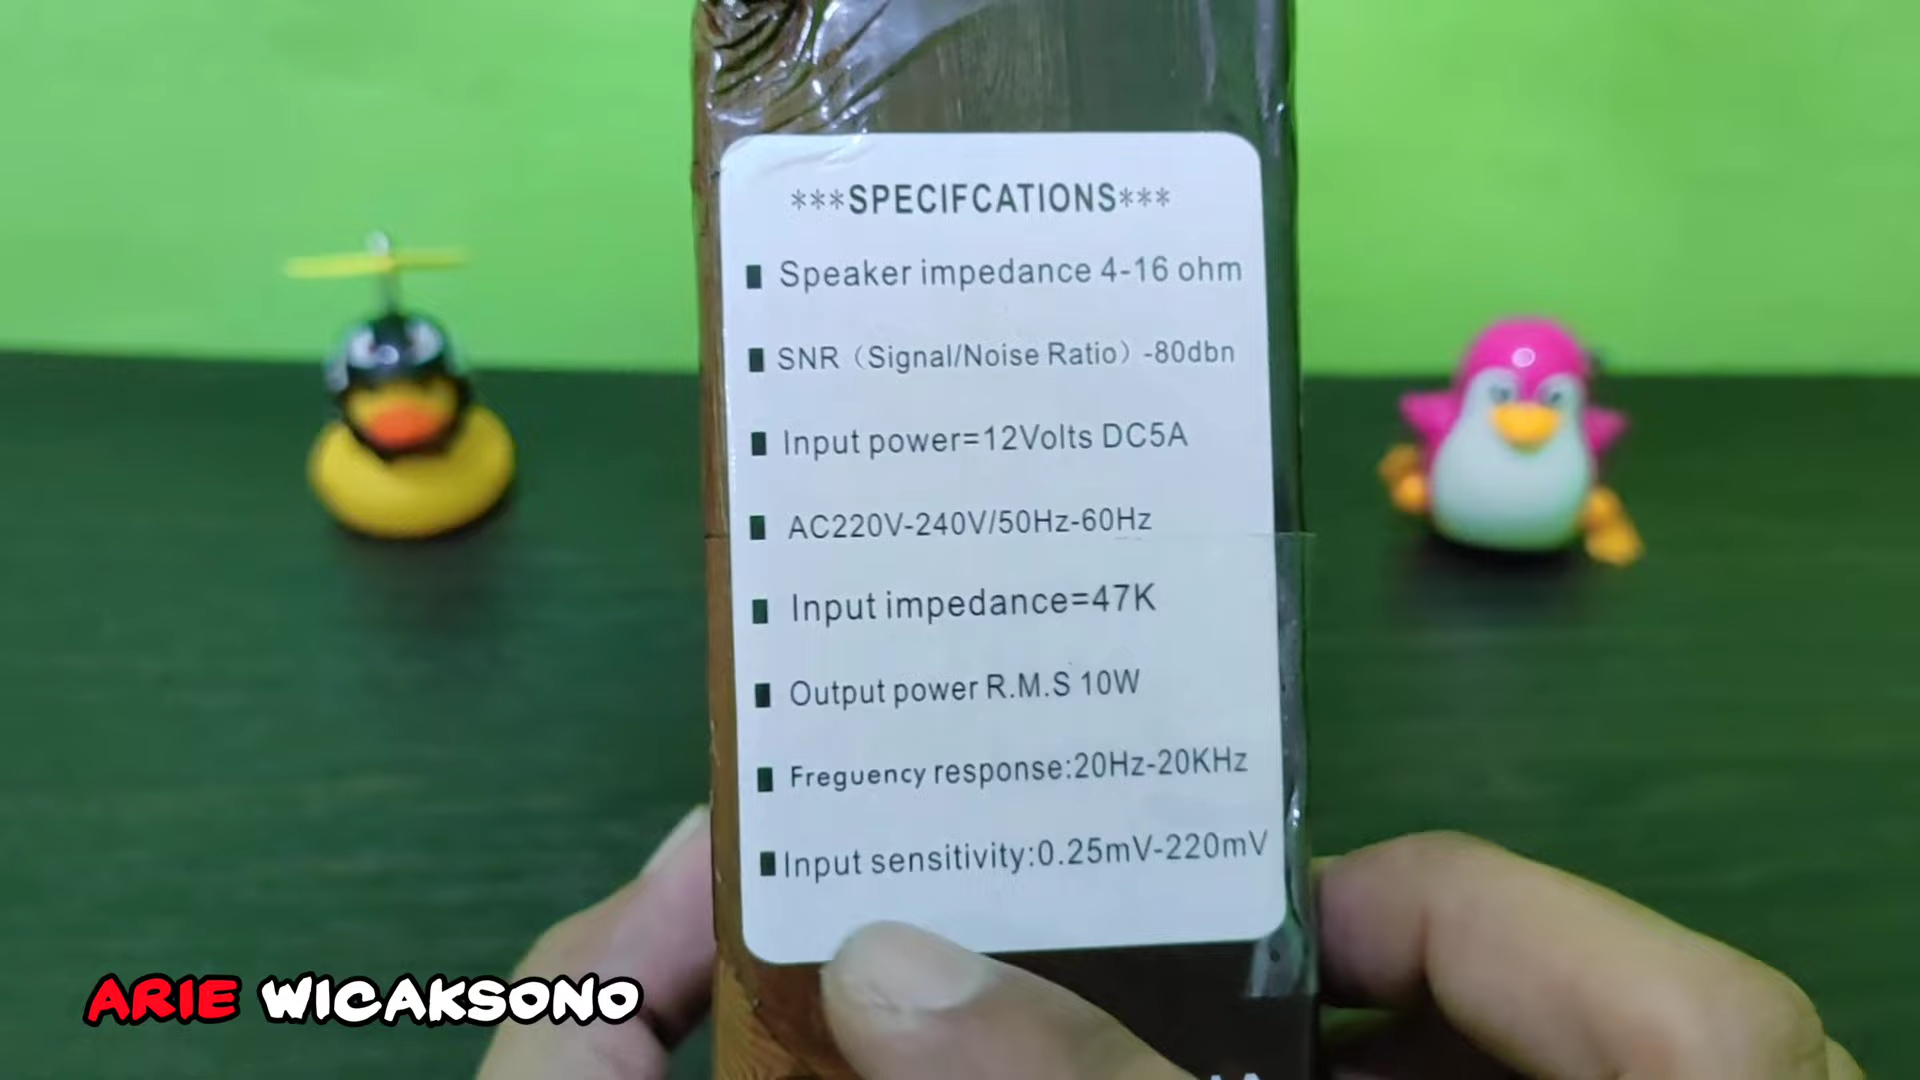 ***SPECIFCATIONS***
Speaker impedance 4-16 ohm
SNR（Signal/Noise Ratio）-80dbn
Input power=12Volts DC5A
AC220V-240V/50Hz-60Hz
Input impedance=47K
Output power R.M.S 10W
Freguency response:20Hz-20KHz
Input sensitivity:0.25mV-220mV
ARIE WICAKSONO